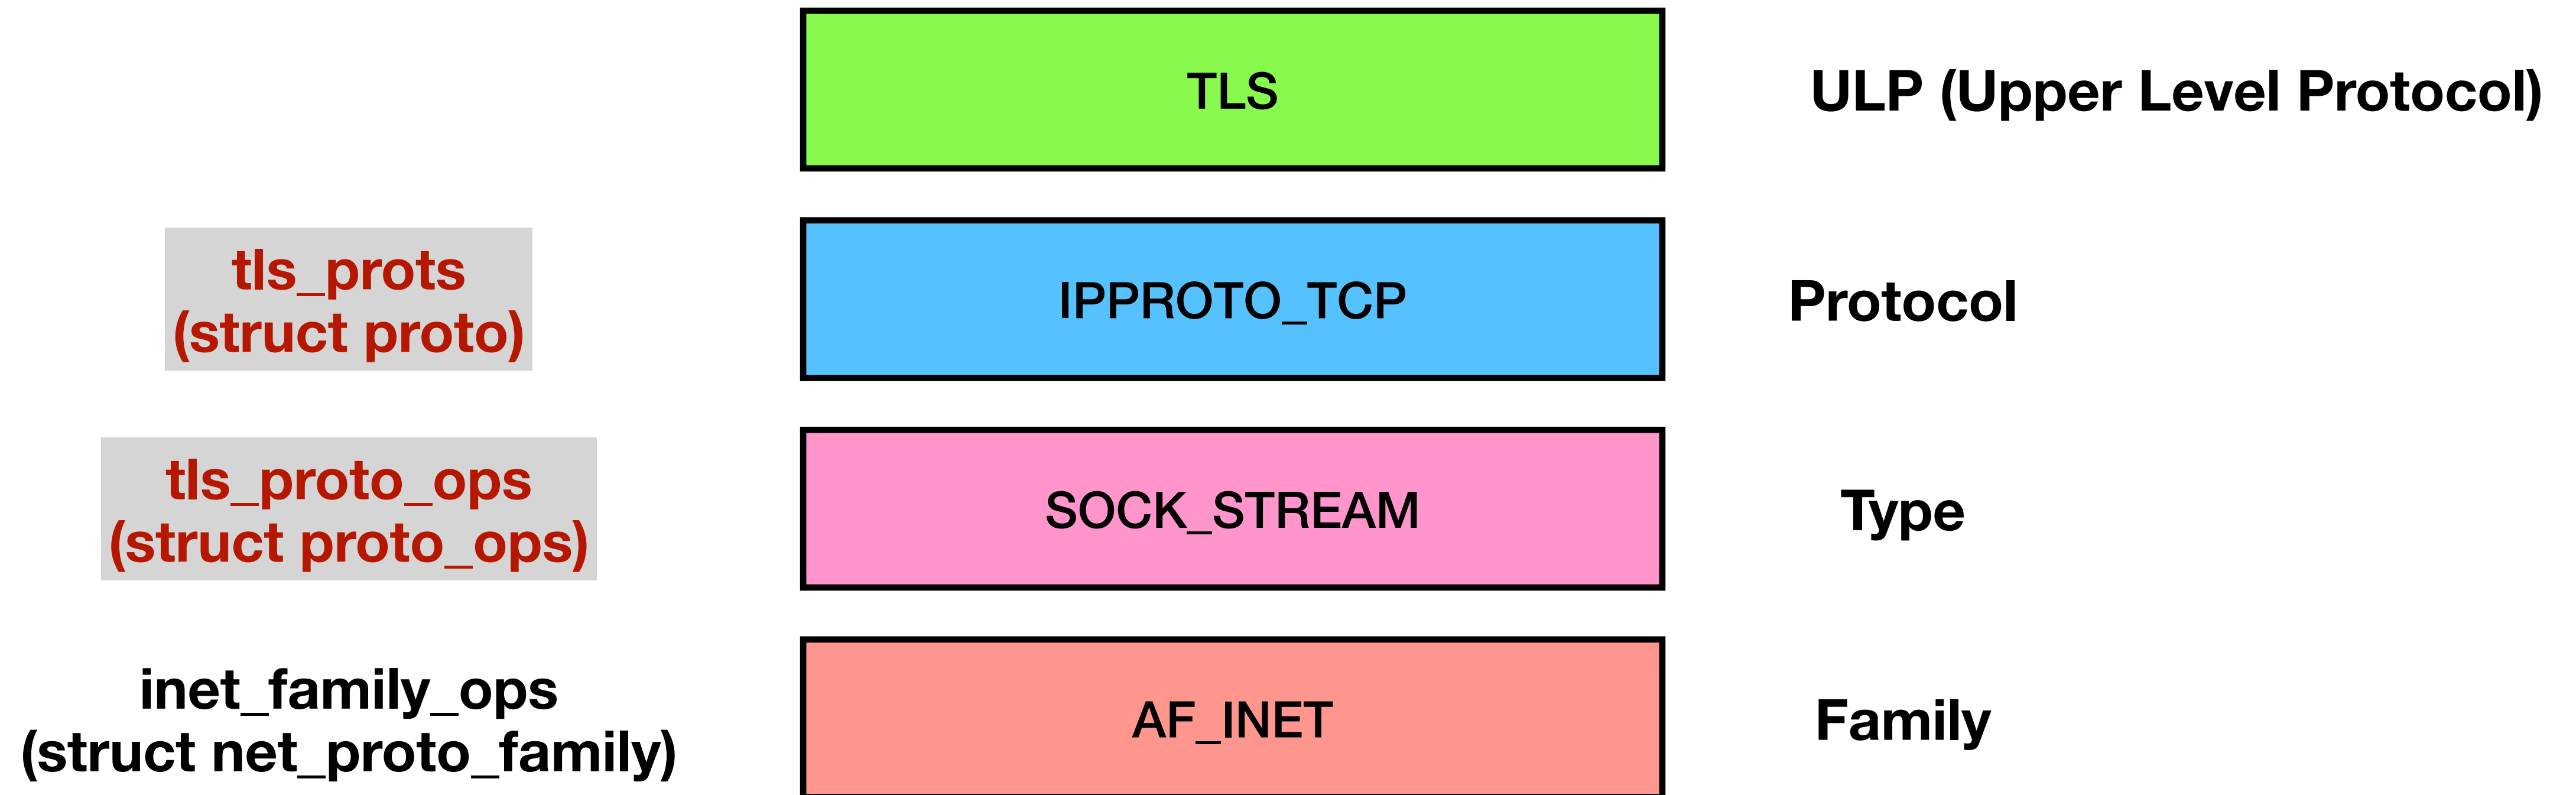 TLS
ULP (Upper Level Protocol)
tls_prots
(struct proto)
IPPROTO_TCP
Protocol
tls_proto_ops
(struct proto_ops)
SOCK_STREAM
Type
inet_family_ops
(struct net_proto_family)
AF_INET
Family